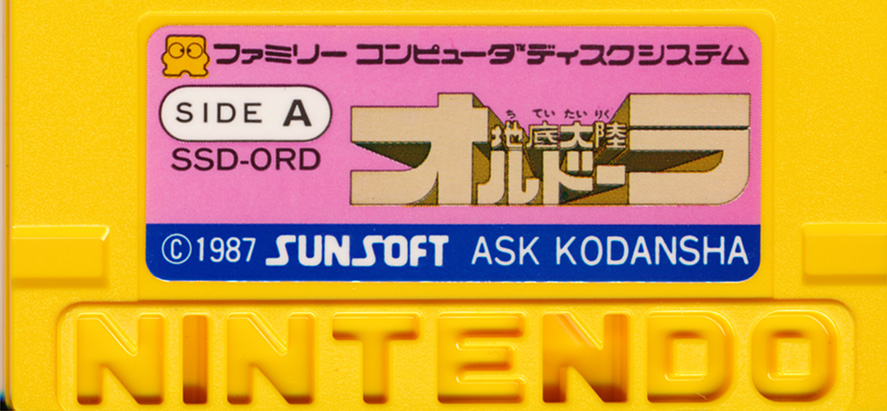 ファミリー コンピュータ™ ディスクシステム
SIDE A
SSD-ORD
ち てい たい りく
地底大陸
オルドーラ
©1987 SUNSOFT ASK KODANSHA
NINTENDO